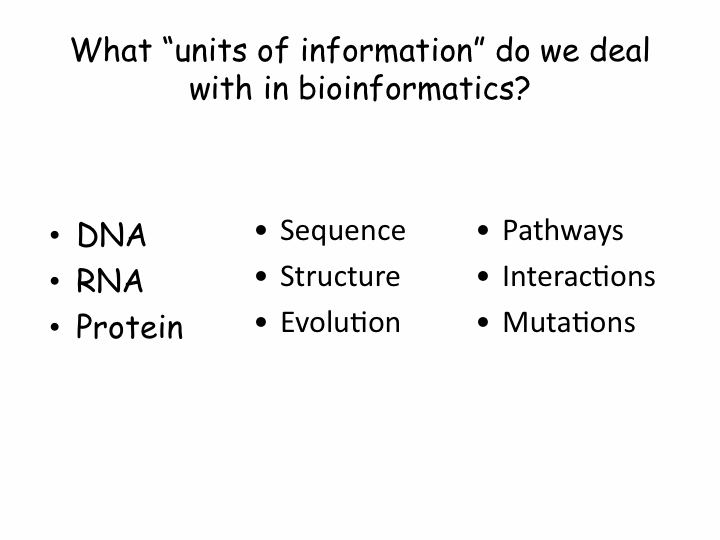 What “units of information” do we deal
with in bioinformatics?
• DNA
• RNA
• Protein
• Sequence
• Structure
• Evolution
• Pathways
• Interactions
• Mutations